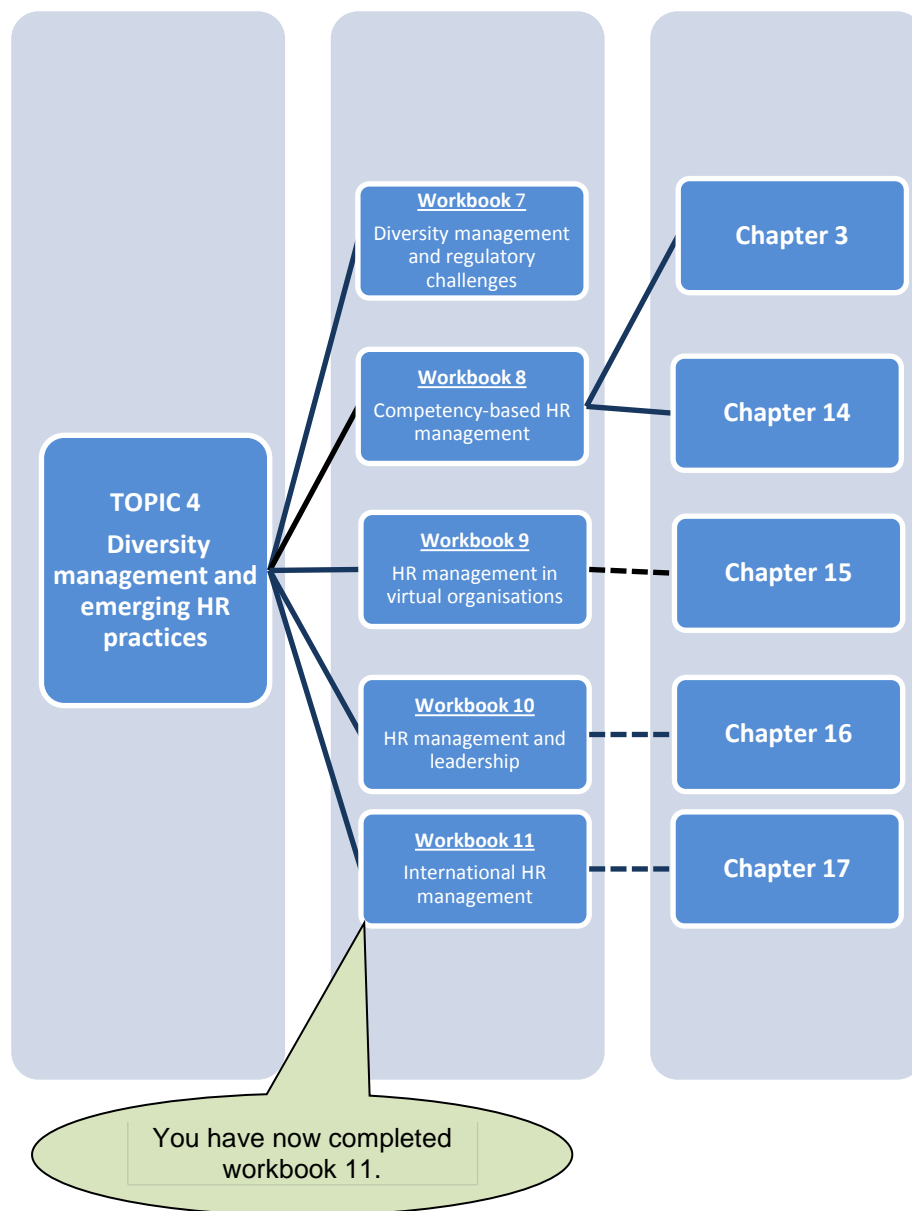 TOPIC 4
Diversity
management and
emerging HR
practices
Workbook 7
Diversity management
and regulatory
challenges
Workbook 8
Competency-based HR
management
Workbook 9
HR management in
virtual organisations
Workbook 10
HR management and
leadership
Workbook 11
International HR
management
Chapter 3
Chapter 14
Chapter 15
Chapter 16
Chapter 17
You have now completed
workbook 11.